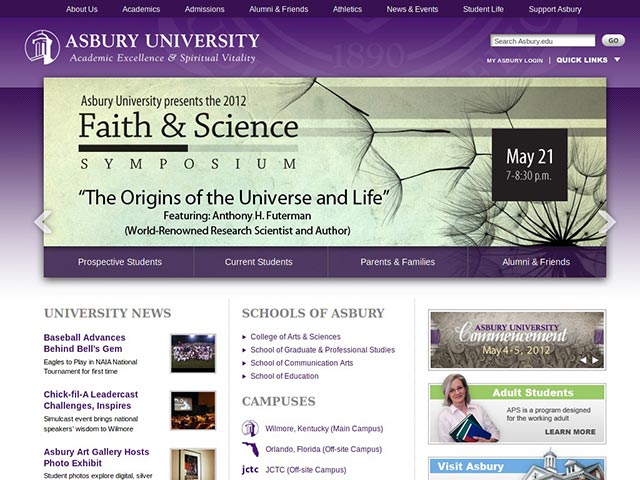 About Us Academics Admissions Alumni & Friends Athletics News & Events Student Life Support Asbury
ASBURY UNIVERSITY
Academic Excellence & Spiritual Vitality
Search Asbury.edu GO
MY ASBURY LOGIN | QUICK LINKS
1890
Asbury University presents the 2012
Faith & Science
SYMPOSIUM
May 21
7-8:30 p.m.
“The Origins of the Universe and Life”
Featuring: Anthony H. Futerman
(World-Renowned Research Scientist and Author)
Prospective Students Current Students Parents & Families Alumni & Friends
UNIVERSITY NEWS
Baseball Advances
Behind Bell's Gem
Eagles to Play in NAIA National
Tournament for first time
Chick-fil-A Leadercast
Challenges, Inspires
Simulcast event brings national
speakers' wisdom to Wilmore
Asbury Art Gallery Hosts
Photo Exhibit
Student photos explore digital, silver
SCHOOLS OF ASBURY
College of Arts & Sciences
School of Graduate & Professional Studies
School of Communication Arts
School of Education
CAMPUSES
Wilmore, Kentucky (Main Campus)
Orlando, Florida (Off-site Campus)
jctc JCTC (Off-site Campus)
ASBURY UNIVERSITY
Commencement
May 4-5, 2012
Adult Students
APS is a program designed
for the working adult
LEARN MORE
Visit Asbury